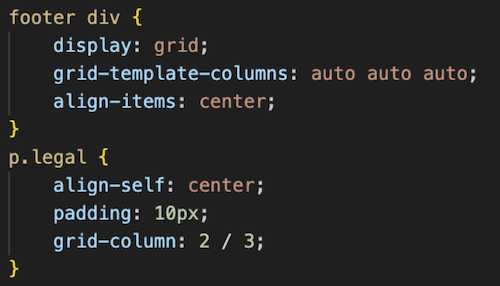 footer div {
    display: grid;
    grid-template-columns: auto auto auto;
    align-items: center;
}
p.legal {
    align-self: center;
    padding: 10px;
    grid-column: 2 / 3;
}